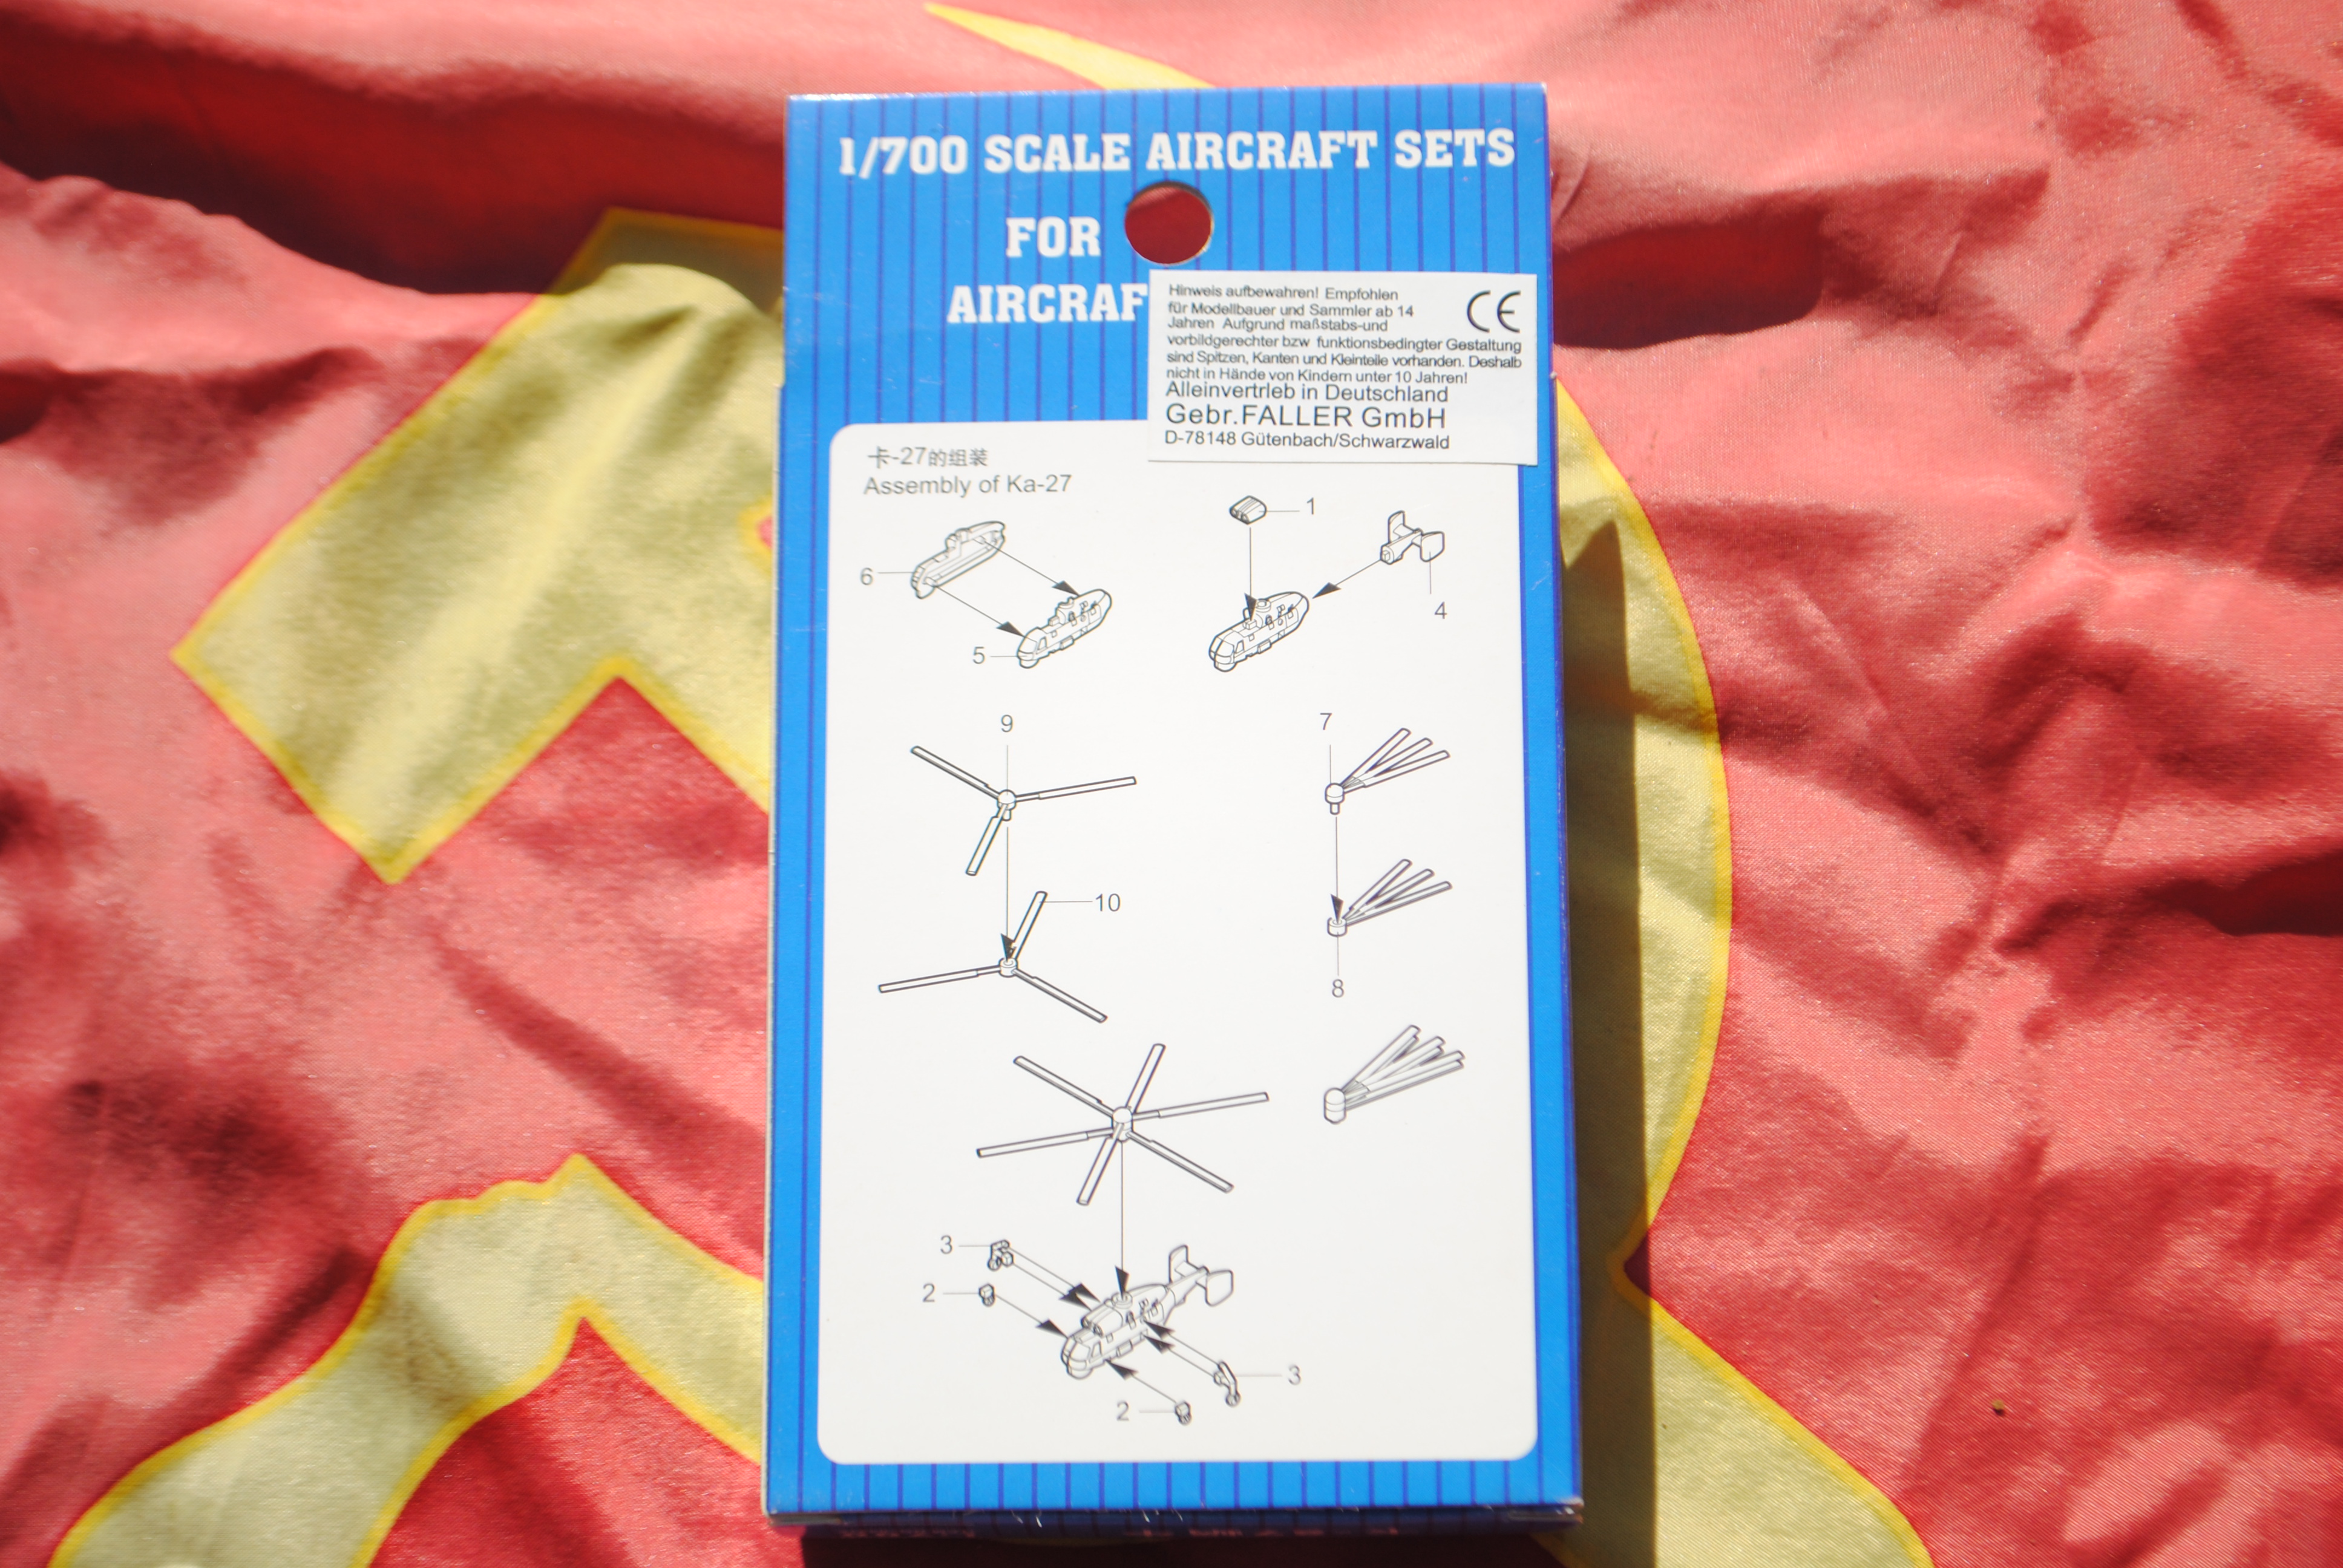 1/700 SCALE AIRCRAFT SETS
FOR
AIRCRAF
Hinweis aufbewahren! Empfohlen
für Modellbauer und Sammler ab 14
Jahren Aufgrund maßstabs-und
vorbildgerechter bzw funktionsbedingter Gestaltung
sind Spitzen, Kanten und Kleinteile vorhanden. Deshalb
nicht in Hände von Kindern unter 10 Jahren!
Alleinvertrieb in Deutschland
Gebr.FALLER GmbH
D-78148 Gütenbach/Schwarzwald
CE
卡-27的组装
Assembly of Ka-27
1
6
4
5
9
7
10
8
3
2
3
2